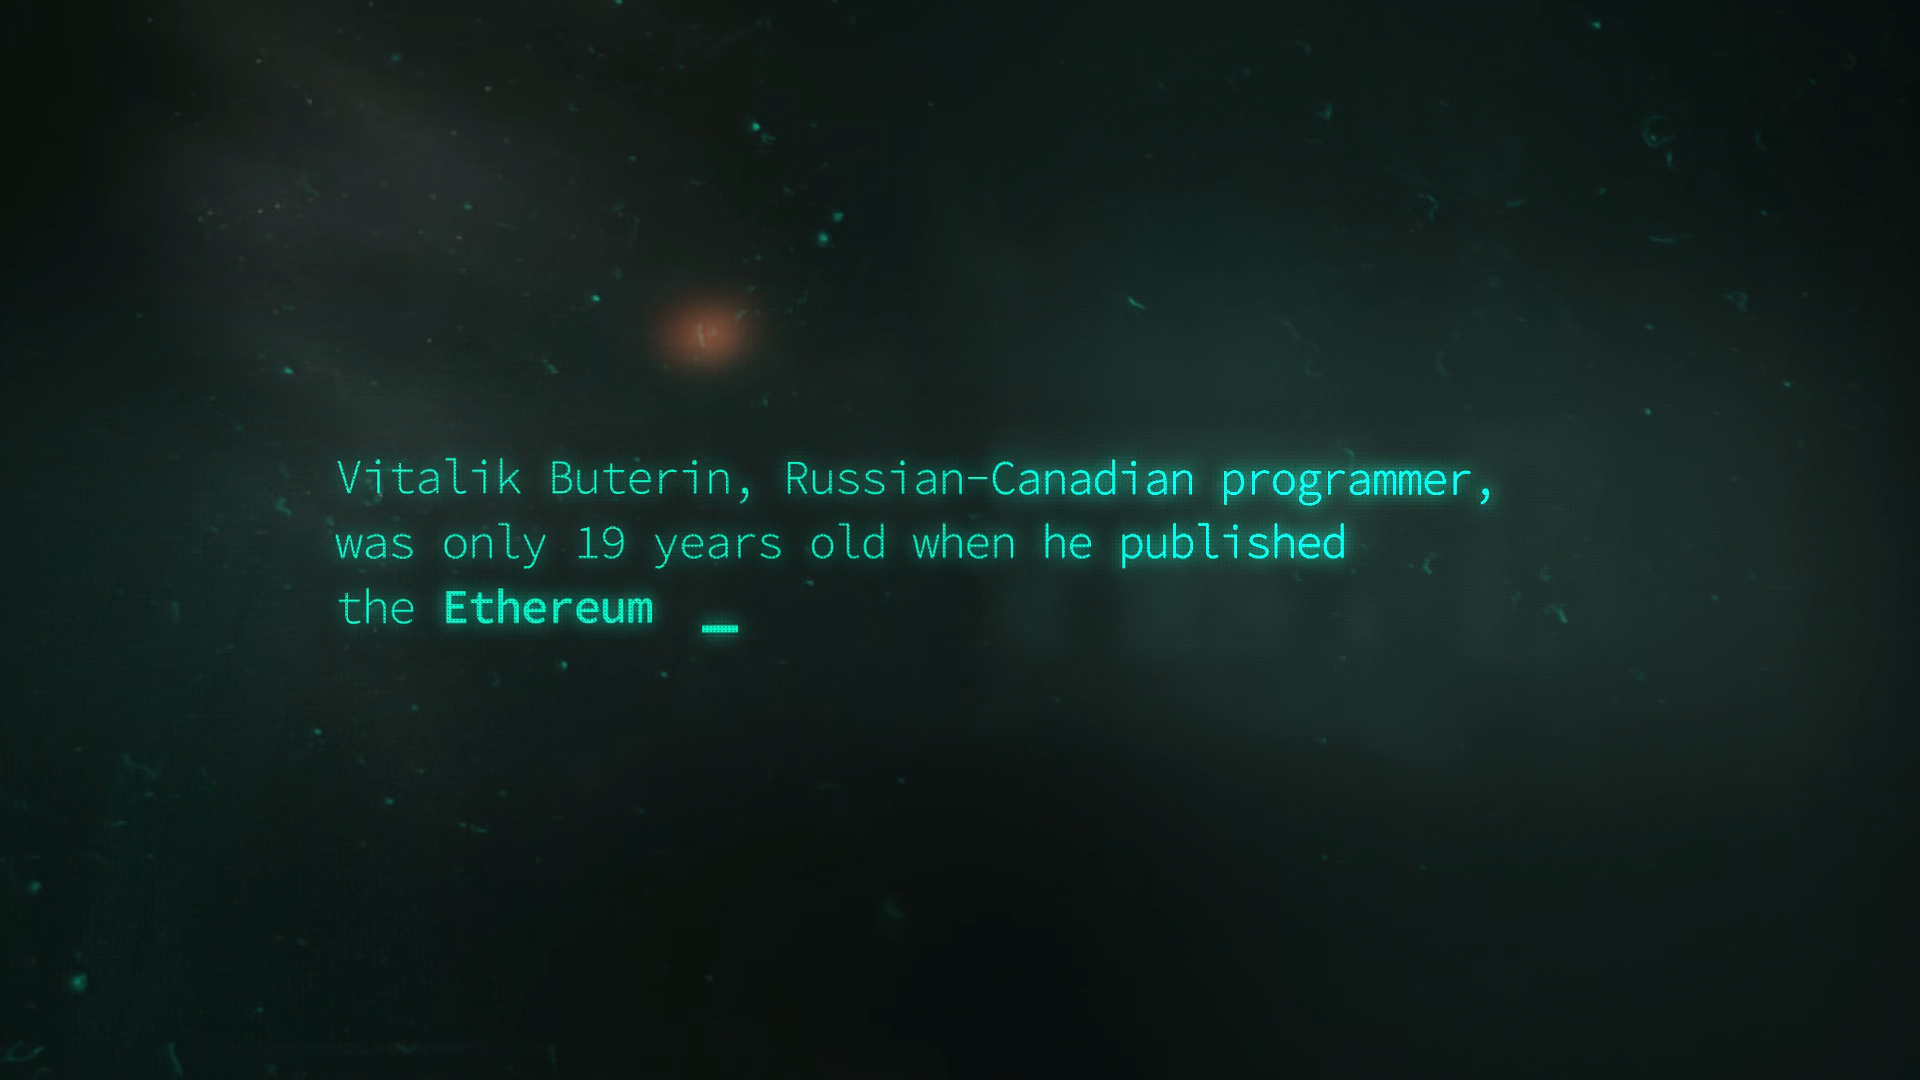 Vitalik Buterin, Russian-Canadian programmer,
was only 19 years old when he published
the Ethereum _